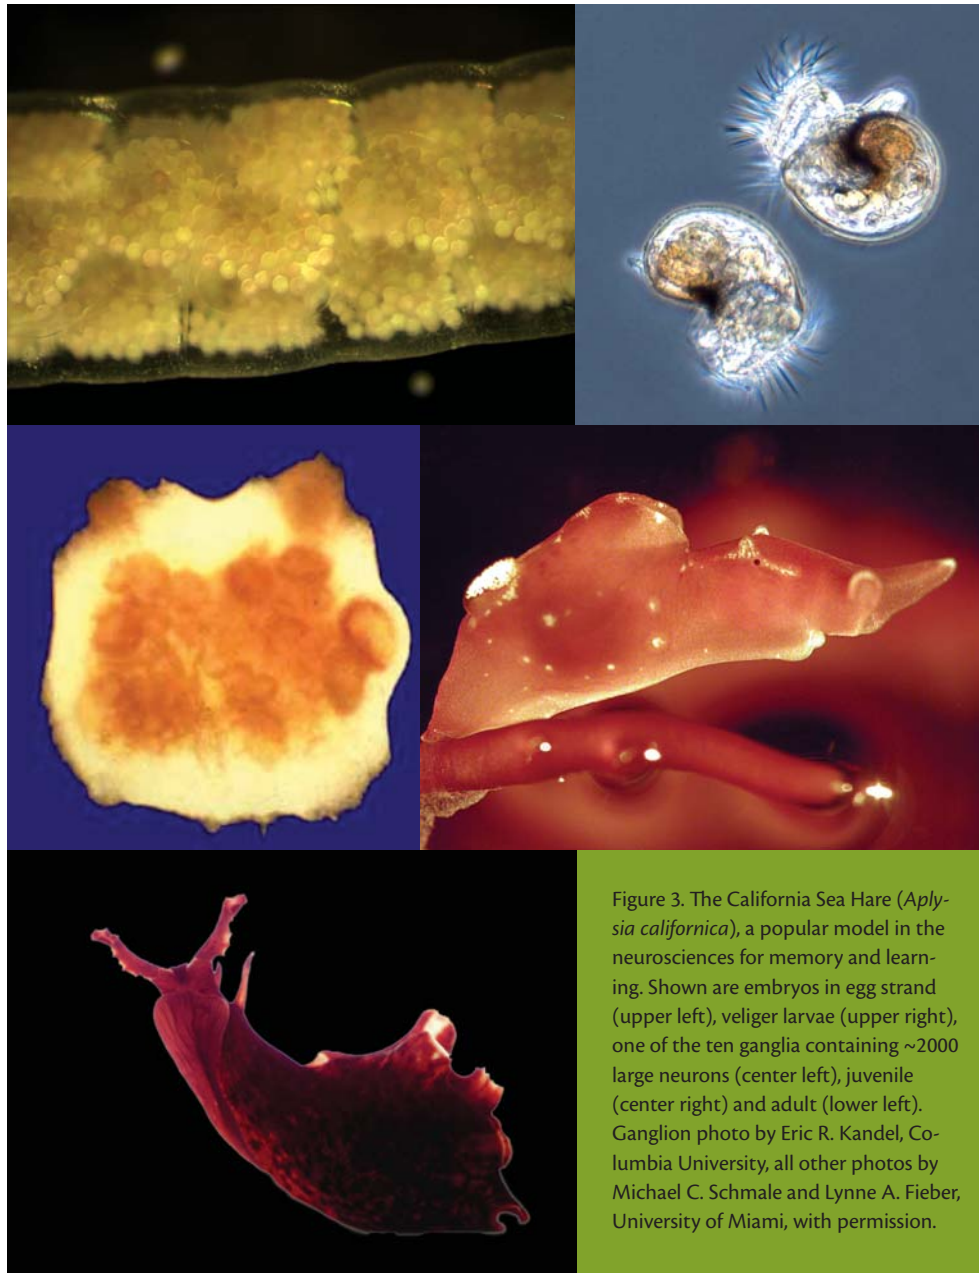 Figure 3. The California Sea Hare (Aply-
sia californica), a popular model in the
neurosciences for memory and learn-
ing. Shown are embryos in egg strand
(upper left), veliger larvae (upper right),
one of the ten ganglia containing ~2000
large neurons (center left), juvenile
(center right) and adult (lower left).
Ganglion photo by Eric R. Kandel, Co-
lumbia University, all other photos by
Michael C. Schmale and Lynne A. Fieber,
University of Miami, with permission.